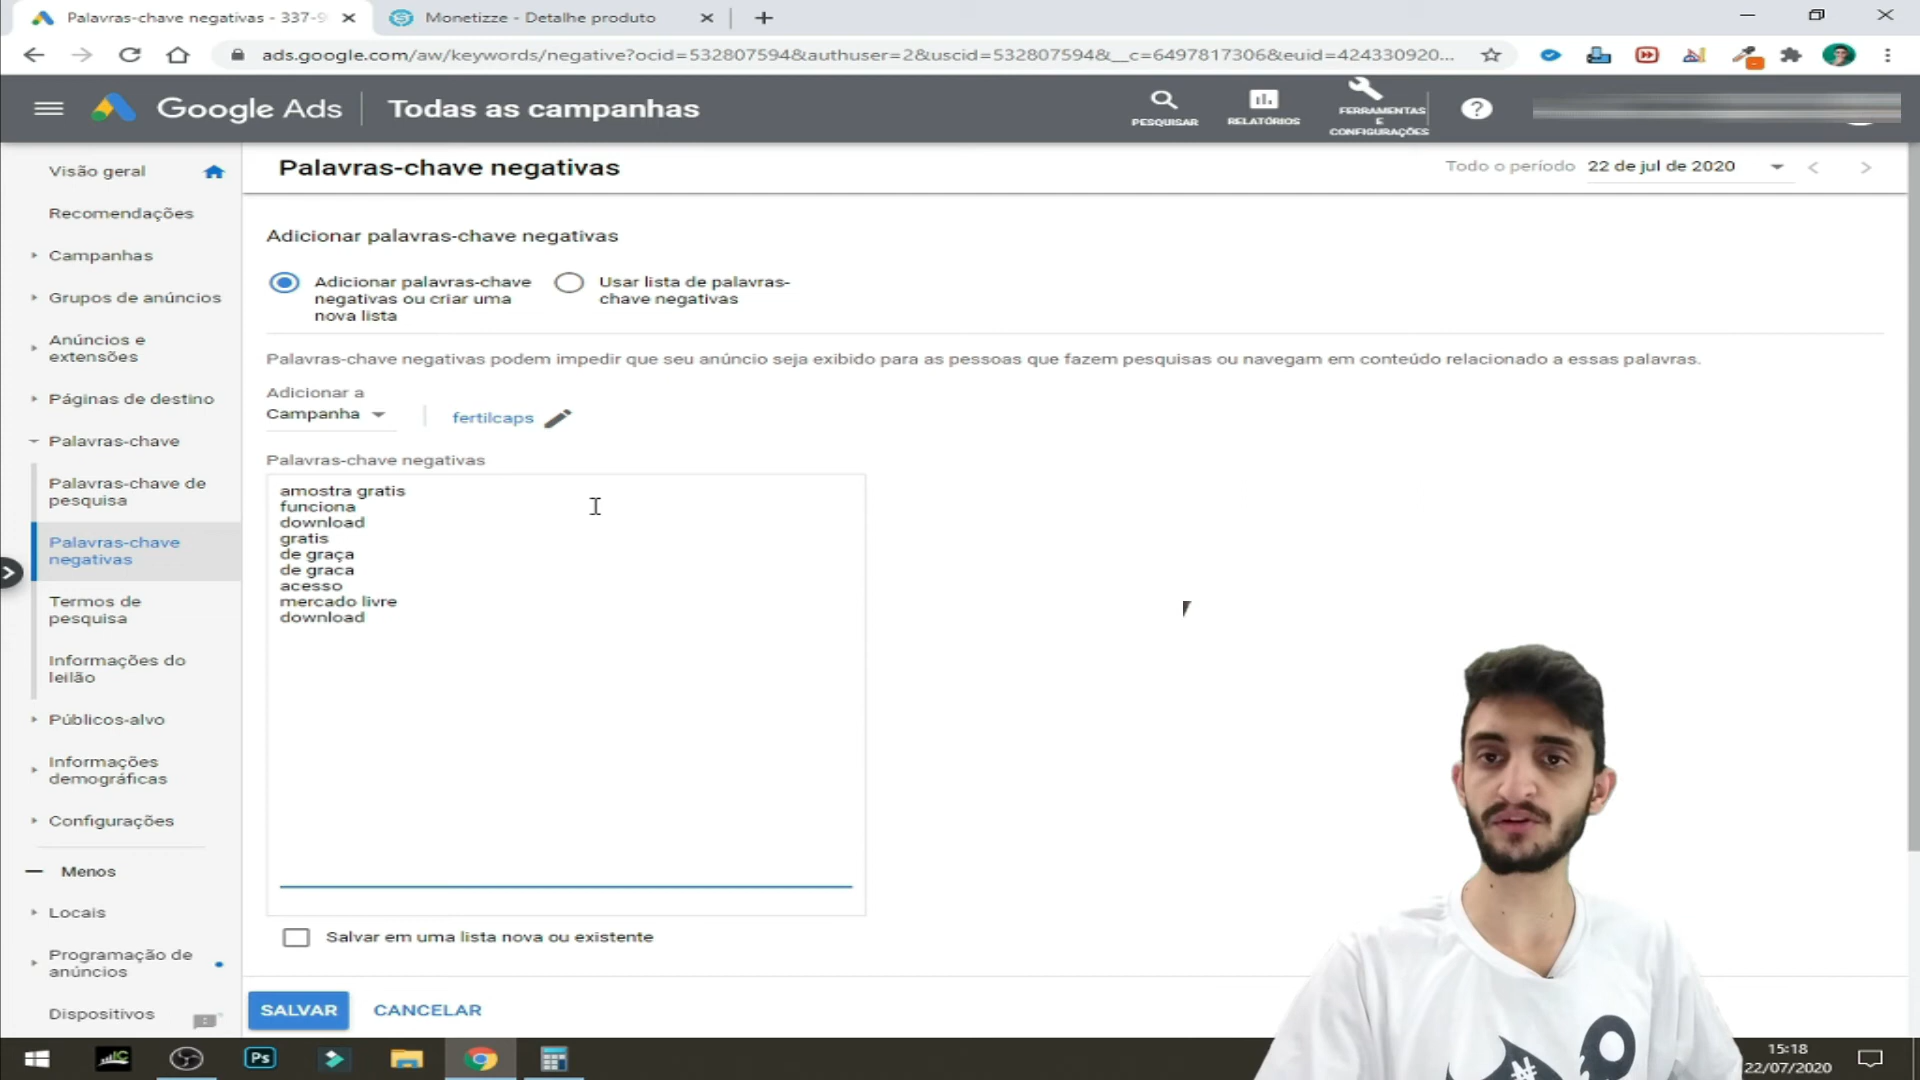 Palavras-chave negativas - 337-9
Monetizze - Detalhe produto
ads.google.com/aw/keywords/negative?ocid=532807594&authuser=2&uscid=532807594&__c=6497817306&euid=424330920...
Google Ads
Todas as campanhas
PESQUISAR
RELATÓRIOS
FERRAMENTAS
E
CONFIGURAÇÕES
Visão geral
Recomendações
Campanhas
Grupos de anúncios
Anúncios e
extensões
Páginas de destino
Palavras-chave
Palavras-chave de
pesquisa
Palavras-chave
negativas
Termos de
pesquisa
Informações do
leilão
Públicos-alvo
Informações
demográficas
Configurações
Menos
Locais
Programação de
anúncios
Dispositivos
Palavras-chave negativas
Todo o período 22 de jul de 2020
Adicionar palavras-chave negativas
Adicionar palavras-chave
negativas ou criar uma
nova lista
Usar lista de palavras-
chave negativas
Palavras-chave negativas podem impedir que seu anúncio seja exibido para as pessoas que fazem pesquisas ou navegam em conteúdo relacionado a essas palavras.
Adicionar a
Campanha
fertilcaps
Palavras-chave negativas
amostra gratis
funciona
download
gratis
de graça
de graca
acesso
mercado livre
download
Salvar em uma lista nova ou existente
SALVAR
CANCELAR
Ps
15:18
22/07/2020